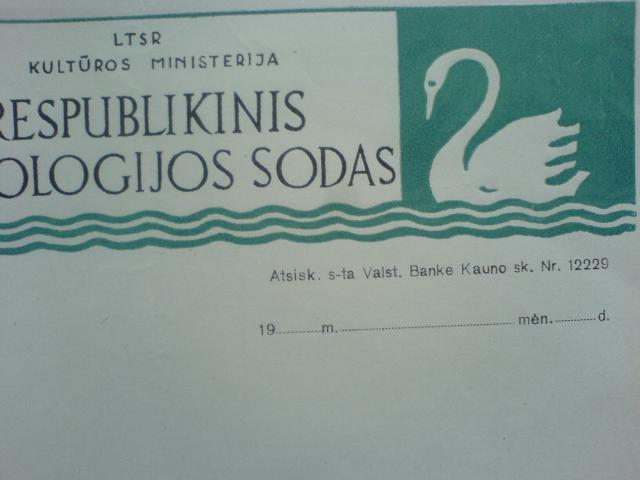 LTSR
KULTŪROS MINISTERIJA
RESPUBLIKINIS
OLOGIJOS SODAS
Atsisk. s-ta Valst. Banke Kauno sk. Nr. 12229
19.......... m. ........................................ mėn. .......... d.